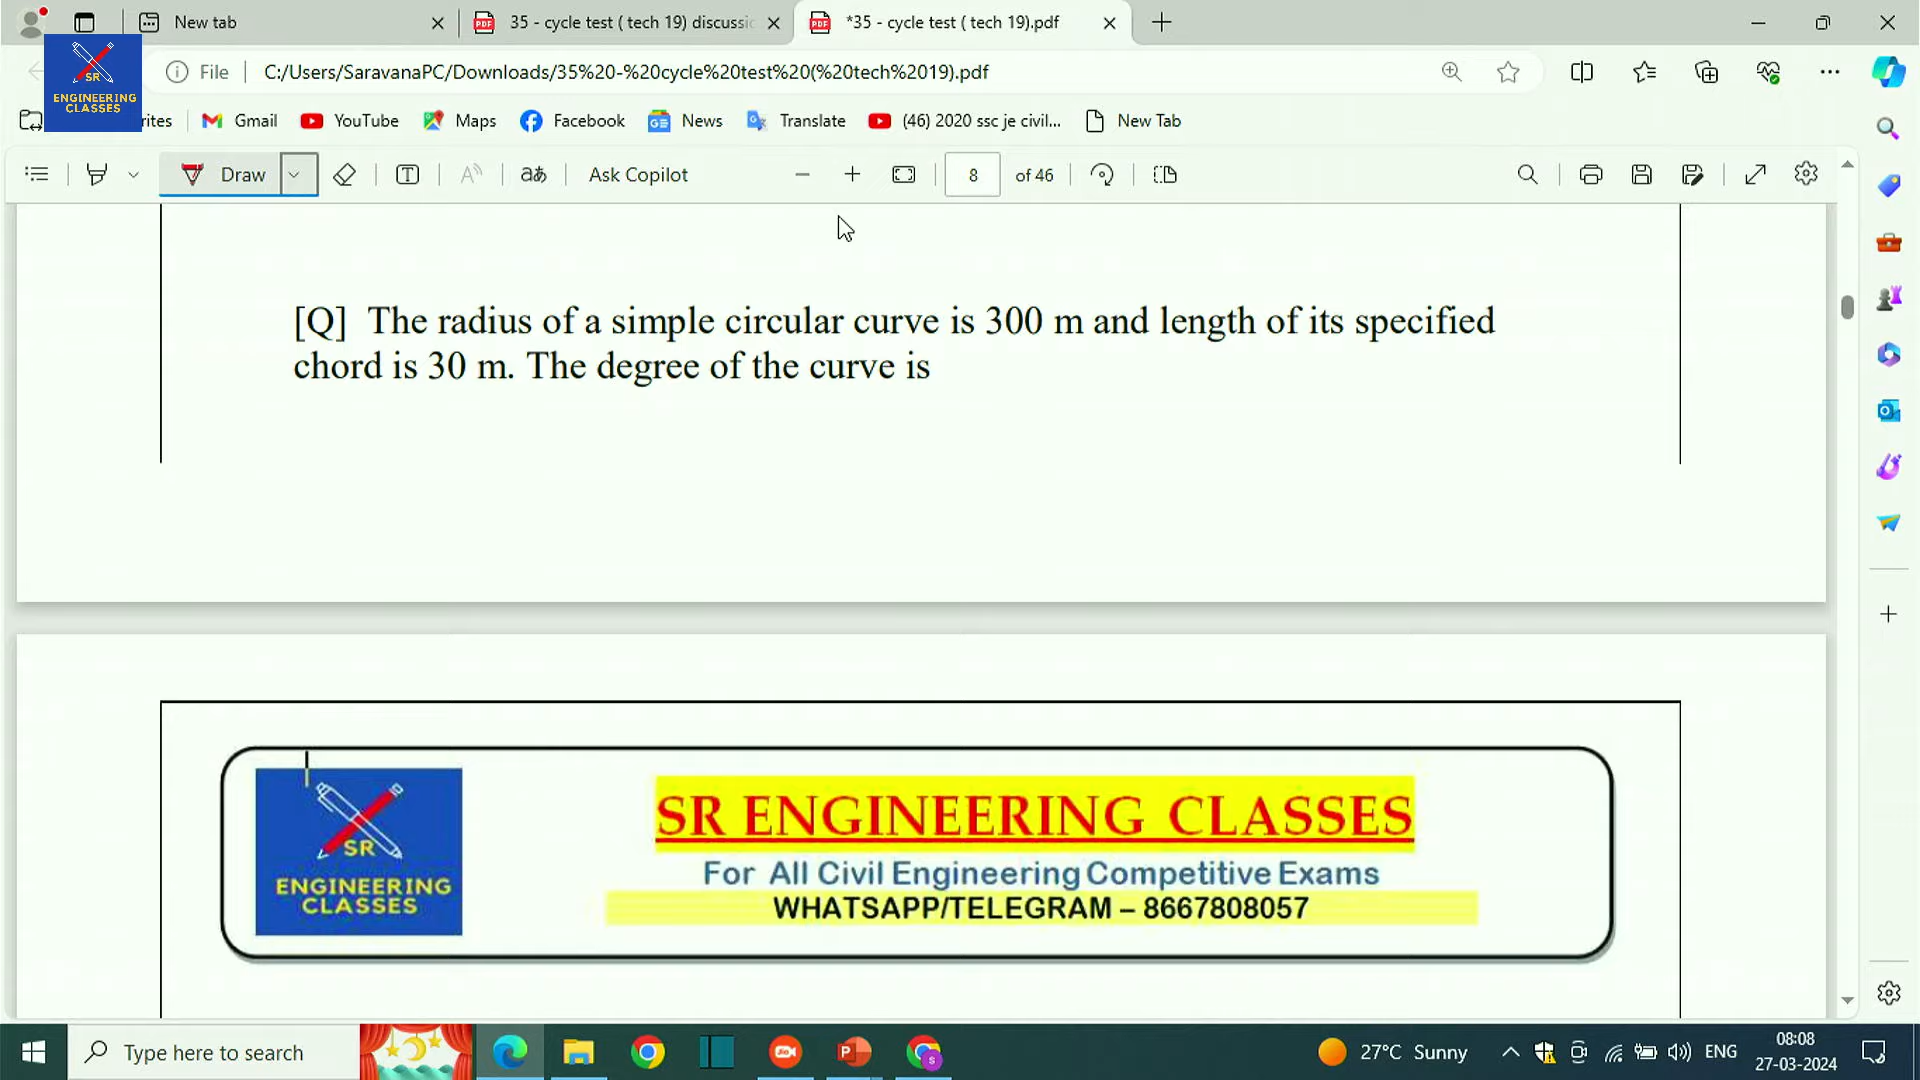 New tab
35 - cycle test ( tech 19) discussi
*35 - cycle test ( tech 19).pdf
SR
ENGINEERING
CLASSES
File
C:/Users/SaravanaPC/Downloads/35%20-%20cycle%20test%20(%20tech%2019).pdf
rites
Gmail
YouTube
Maps
Facebook
News
Translate
(46) 2020 ssc je civil...
New Tab
Draw
Ask Copilot
8
of 46
[Q] The radius of a simple circular curve is 300 m and length of its specified
chord is 30 m. The degree of the curve is
SR
ENGINEERING
CLASSES
SR ENGINEERING CLASSES
For All Civil Engineering Competitive Exams
WHATSAPP/TELEGRAM – 8667808057
Type here to search
27°C Sunny
ENG
08:08
27-03-2024